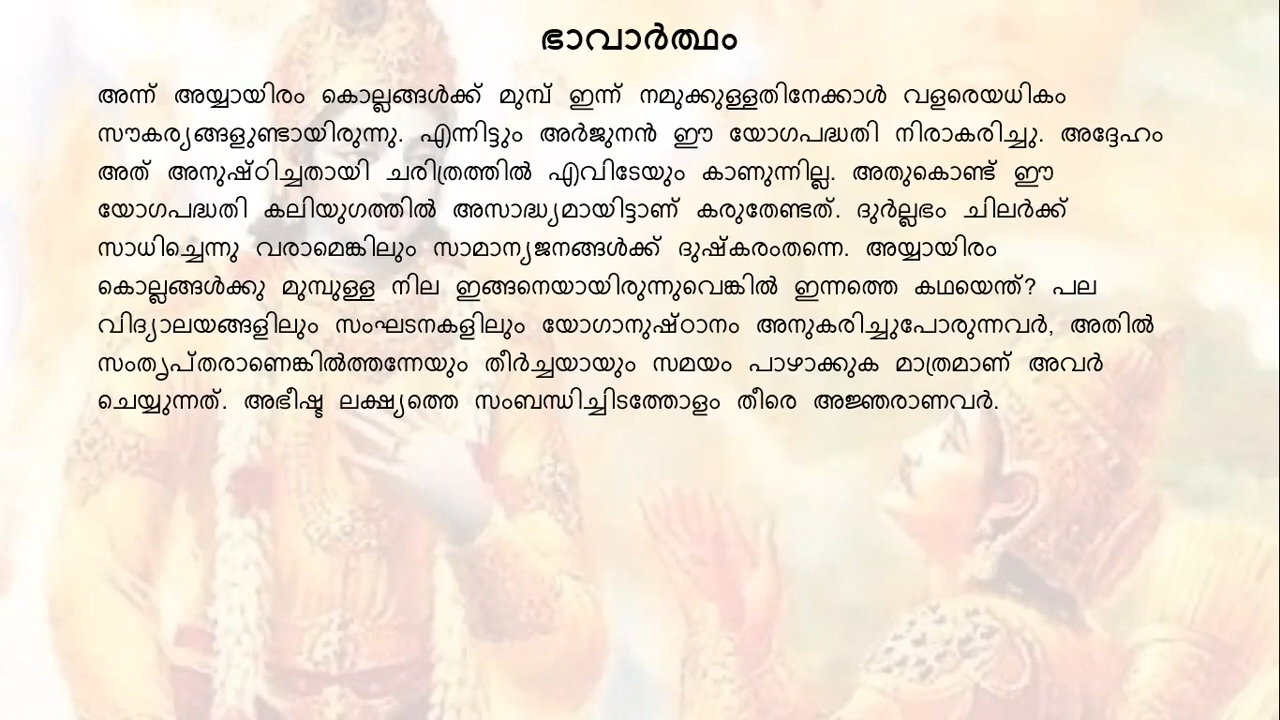 ഭാവാർത്ഥം
അന്ന് അയ്യായിരം കൊല്ലങ്ങൾക്ക് മുമ്പ് ഇന്ന് നമുക്കുള്ളതിനേക്കാൾ വളരെയധികം
സൗകര്യങ്ങളുണ്ടായിരുന്നു. എന്നിട്ടും അർജുനൻ ഈ യോഗപദ്ധതി നിരാകരിച്ചു. അദ്ദേഹം
അത് അനുഷ്ഠിച്ചതായി ചരിത്രത്തിൽ എവിടേയും കാണുന്നില്ല. അതുകൊണ്ട് ഈ
യോഗപദ്ധതി കലിയുഗത്തിൽ അസാദ്ധ്യമായിട്ടാണ് കരുതേണ്ടത്. ദുർല്ലഭം ചിലർക്ക്
സാധിച്ചെന്നു വരാമെങ്കിലും സാമാന്യജനങ്ങൾക്ക് ദുഷ്കരംതന്നെ. അയ്യായിരം
കൊല്ലങ്ങൾക്കു മുമ്പുള്ള നില ഇങ്ങനെയായിരുന്നുവെങ്കിൽ ഇന്നത്തെ കഥയെന്ത്? പല
വിദ്യാലയങ്ങളിലും സംഘടനകളിലും യോഗാനുഷ്ഠാനം അനുകരിച്ചുപോരുന്നവർ, അതിൽ
സംതൃപ്തരാണെങ്കിൽത്തന്നേയും തീർച്ചയായും സമയം പാഴാക്കുക മാത്രമാണ് അവർ
ചെയ്യുന്നത്. അഭീഷ്ട ലക്ഷ്യത്തെ സംബന്ധിച്ചിടത്തോളം തീരെ അജ്ഞരാണവർ.